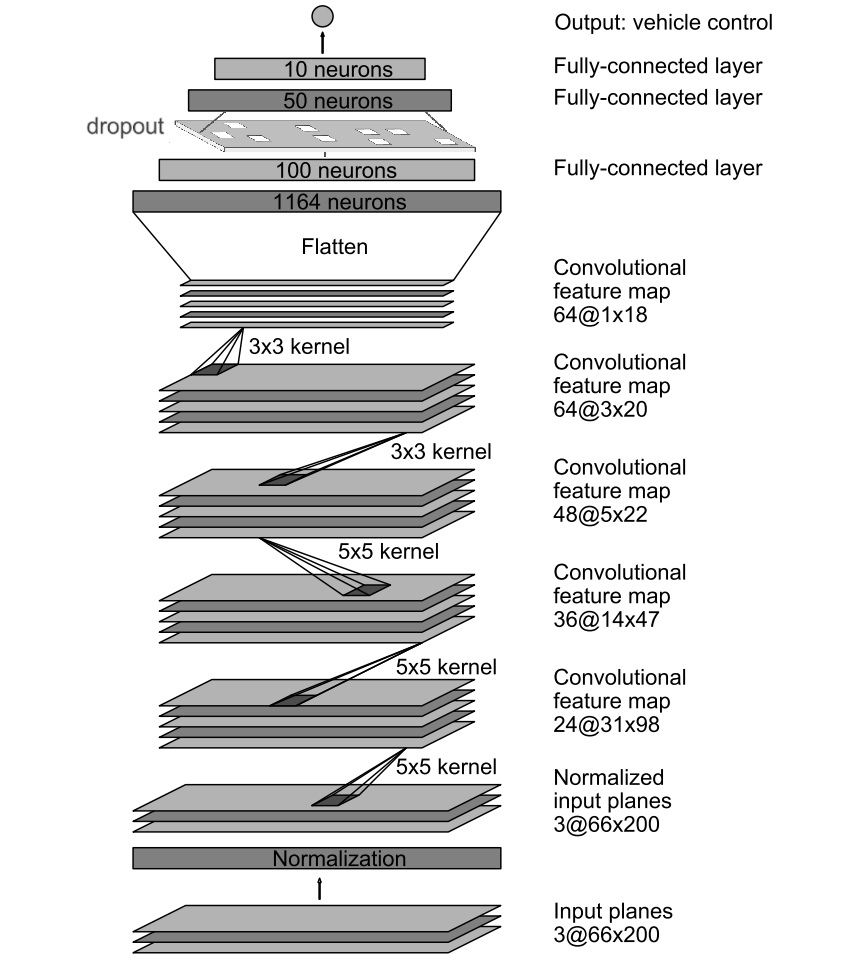 Output: vehicle control
10 neurons
Fully-connected layer
50 neurons
Fully-connected layer
dropout
100 neurons
Fully-connected layer
1164 neurons
Flatten
Convolutional
feature map
64@1x18
3x3 kernel
Convolutional
feature map
64@3x20
3x3 kernel
Convolutional
feature map
48@5x22
5x5 kernel
Convolutional
feature map
36@14x47
5x5 kernel
Convolutional
feature map
24@31x98
5x5 kernel
Normalized
input planes
3@66x200
Normalization
Input planes
3@66x200